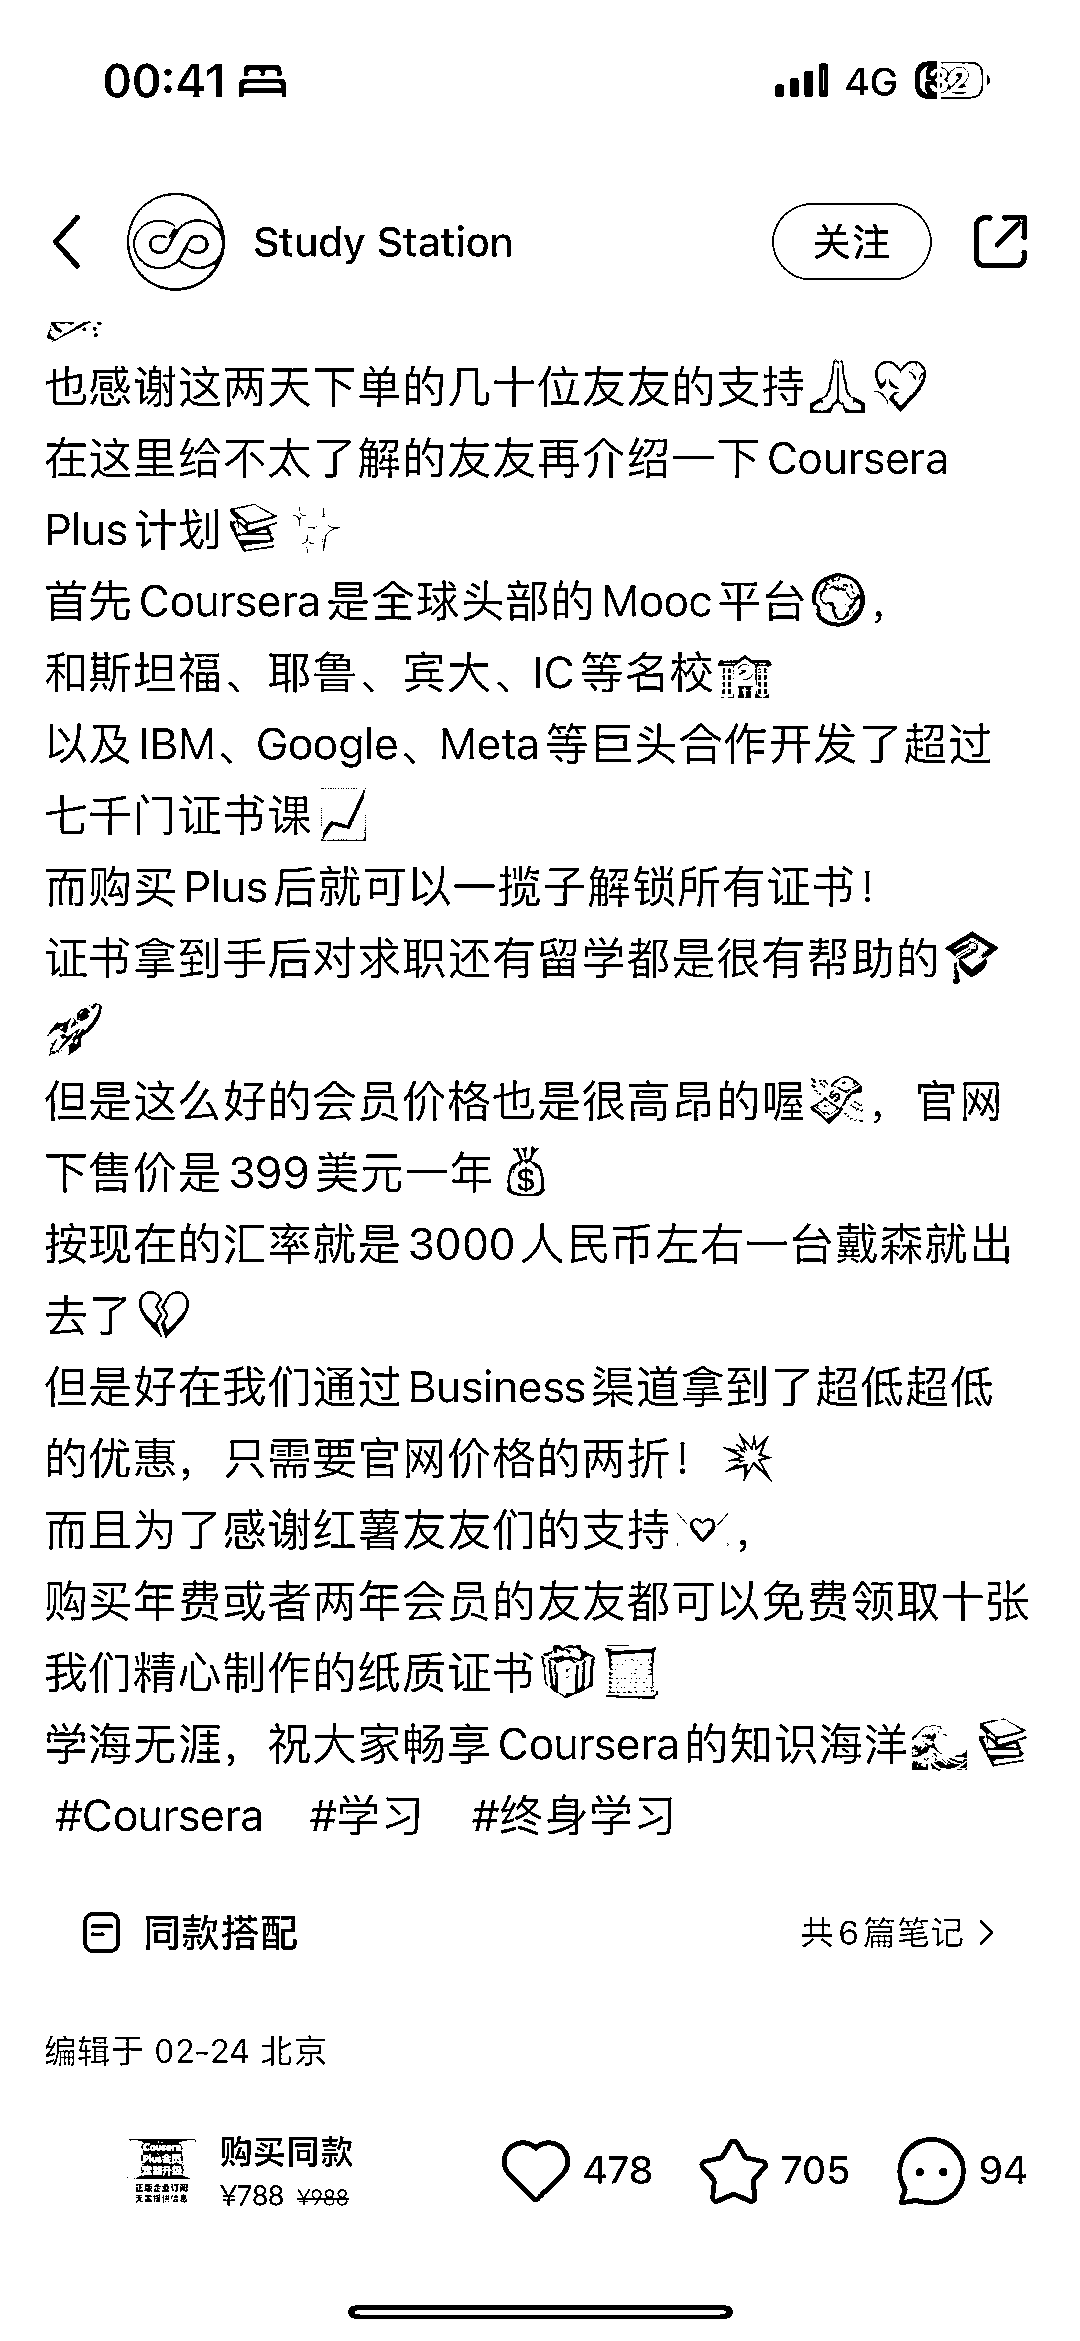 00:41
4G
Study Station
关注
也感谢这两天下单的几十位友友的支持
在这里给不太了解的友友再介绍一下Coursera
Plus计划
首先Coursera是全球头部的Mooc平台，
和斯坦福、耶鲁、宾大、IC等名校
以及IBM、Google、Meta等巨头合作开发了超过
七千门证书课
而购买Plus后就可以一揽子解锁所有证书！
证书拿到手后对求职还有留学都是很有帮助的
但是这么好的会员价格也是很高昂的喔，官网
下售价是399美元一年
按现在的汇率就是3000人民币左右一台戴森就出
去了
但是好在我们通过Business渠道拿到了超低超低
的优惠，只需要官网价格的两折！
而且为了感谢红薯友友们的支持，
购买年费或者两年会员的友友都可以免费领取十张
我们精心制作的纸质证书
学海无涯，祝大家畅享Coursera的知识海洋
#Coursera #学习 #终身学习
同款搭配
共6篇笔记
编辑于 02-24 北京
购买同款
¥788 ¥988
478
705
94